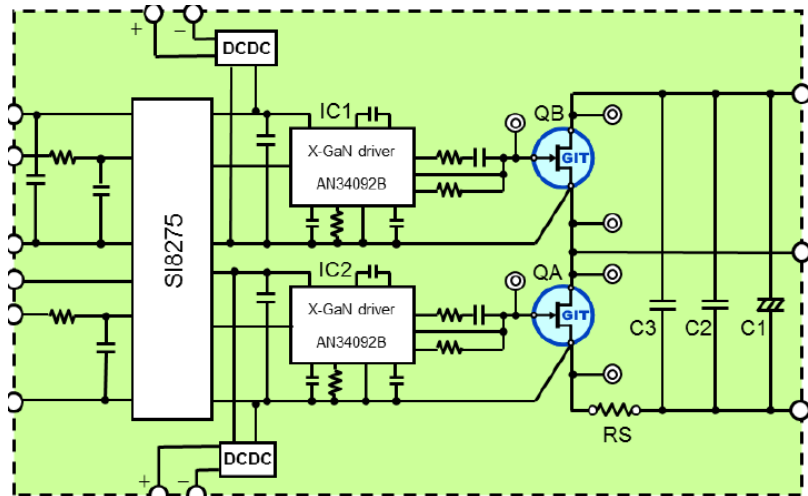 + −
DCDC
IC1
QB
X-GaN driver
AN34092B
GIT
SI8275
IC2
QA
X-GaN driver
AN34092B
GIT
C3 C2 C1
RS
DCDC
+ −